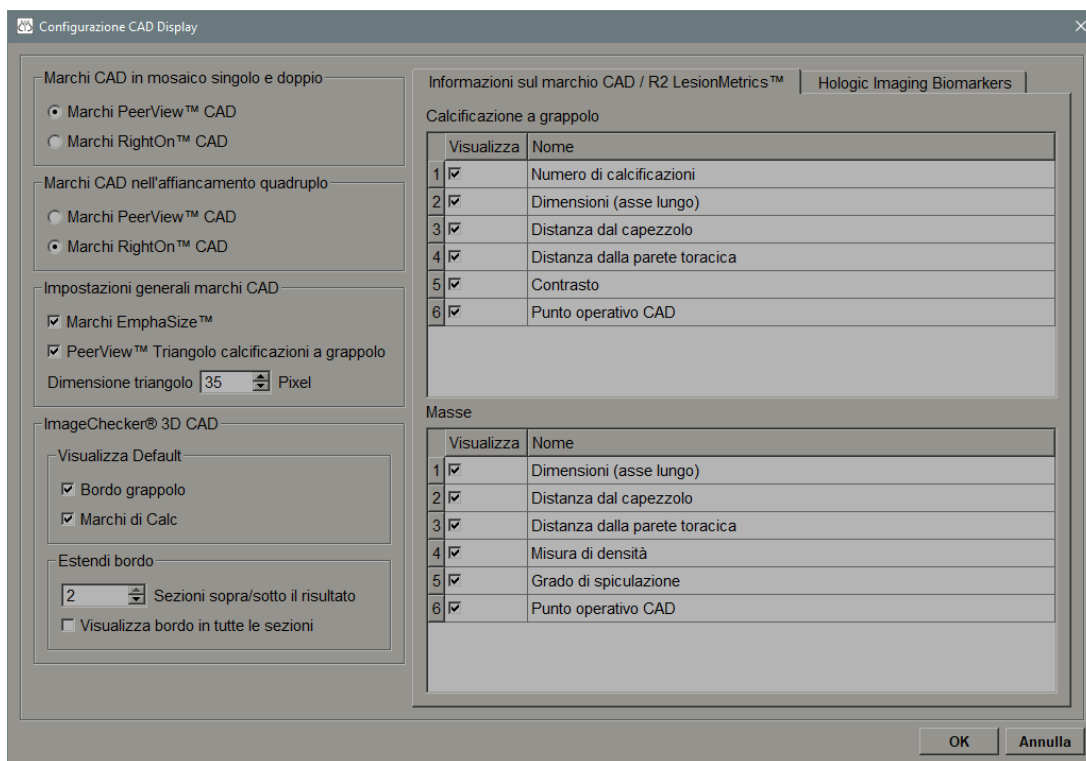 Configurazione CAD Display
Marchi CAD in mosaico singolo e doppio
Marchi PeerView™ CAD
Marchi RightOn™ CAD
Marchi CAD nell'affiancamento quadruplo
Marchi PeerView™ CAD
Marchi RightOn™ CAD
Impostazioni generali marchi CAD
Marchi EmphaSize™
PeerView™ Triangolo calcificazioni a grappolo
Dimensione triangolo 35 Pixel
ImageChecker® 3D CAD
Visualizza Default
Bordo grappolo
Marchi di Calc
Estendi bordo
2 Sezioni sopra/sotto il risultato
Visualizza bordo in tutte le sezioni
Informazioni sul marchio CAD / R2 LesionMetrics™ Hologic Imaging Biomarkers
Calcificazione a grappolo
Visualizza Nome
1 Numero di calcificazioni
2 Dimensioni (asse lungo)
3 Distanza dal capezzolo
4 Distanza dalla parete toracica
5 Contrasto
6 Punto operativo CAD
Masse
Visualizza Nome
1 Dimensioni (asse lungo)
2 Distanza dal capezzolo
3 Distanza dalla parete toracica
4 Misura di densità
5 Grado di spiculazione
6 Punto operativo CAD
OK Annulla